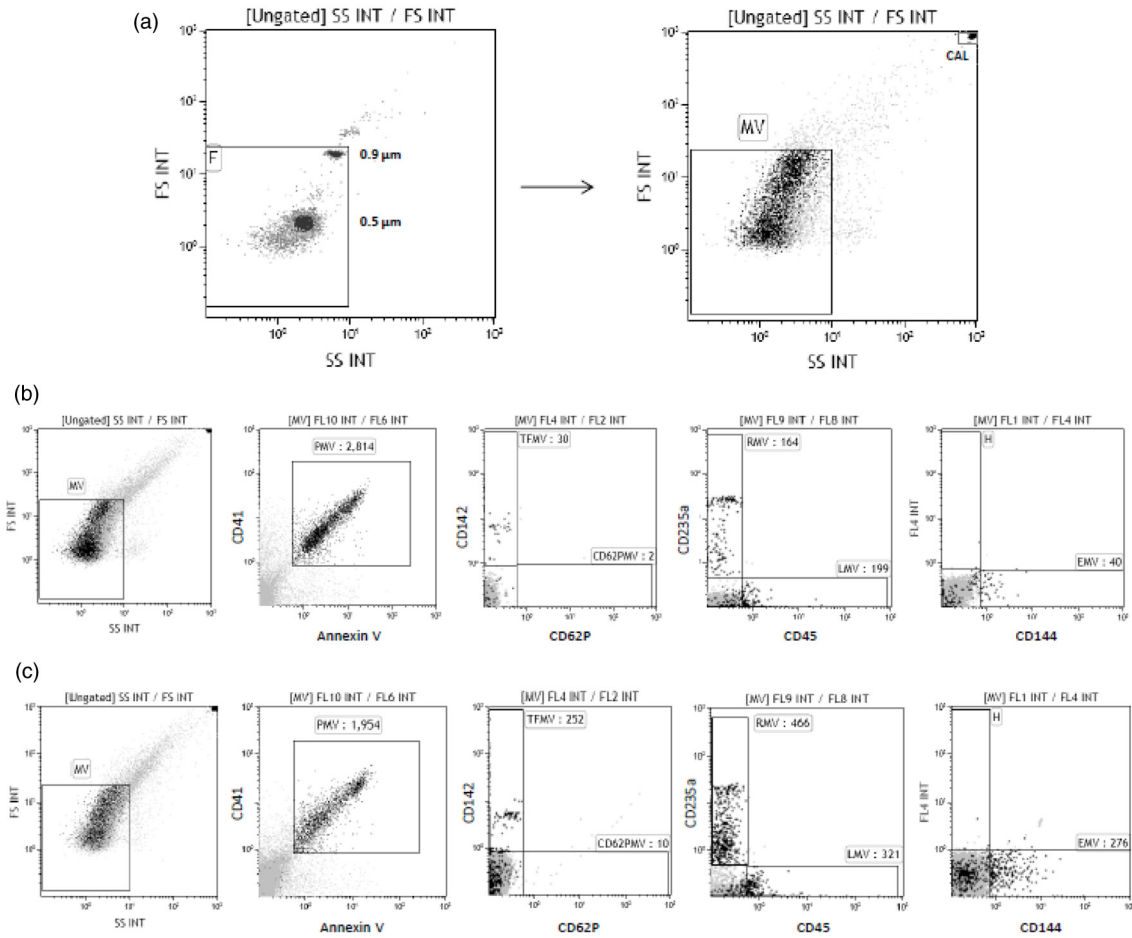 (a)
[Ungated] SS INT / FS INT
[Ungated] SS INT / FS INT
CAL
MV
F
0.9 μm
0.5 μm
FS INT
FS INT
10³
10²
10¹
10⁰
SS INT
SS INT
(b)
[Ungated] SS INT / FS INT
MV
FS INT
SS INT
[MV] FL10 INT / FL6 INT
PMV : 2,814
CD41
Annexin V
[MV] FL4 INT / FL2 INT
TFMV : 30
CD142
CD62PMV : 2
CD62P
[MV] FL9 INT / FL8 INT
RMV : 164
CD235a
LMV : 199
CD45
[MV] FL1 INT / FL4 INT
H
FL4 INT
EMV : 40
CD144
(c)
[Ungated] SS INT / FS INT
MV
FS INT
SS INT
[MV] FL10 INT / FL6 INT
PMV : 1,954
CD41
Annexin V
[MV] FL4 INT / FL2 INT
TFMV : 252
CD142
CD62PMV : 10
CD62P
[MV] FL9 INT / FL8 INT
RMV : 466
CD235a
LMV : 321
CD45
[MV] FL1 INT / FL4 INT
H
FL4 INT
EMV : 276
CD144